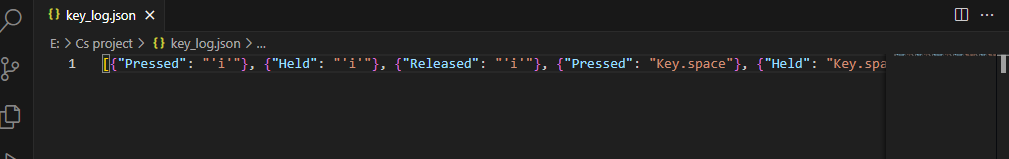 key_log.json
E: > Cs project > {} key_log.json > ...
1 [{"Pressed": "'i'"}, {"Held": "'i'"}, {"Released": "'i'"}, {"Pressed": "Key.space"}, {"Held": "Key.spa